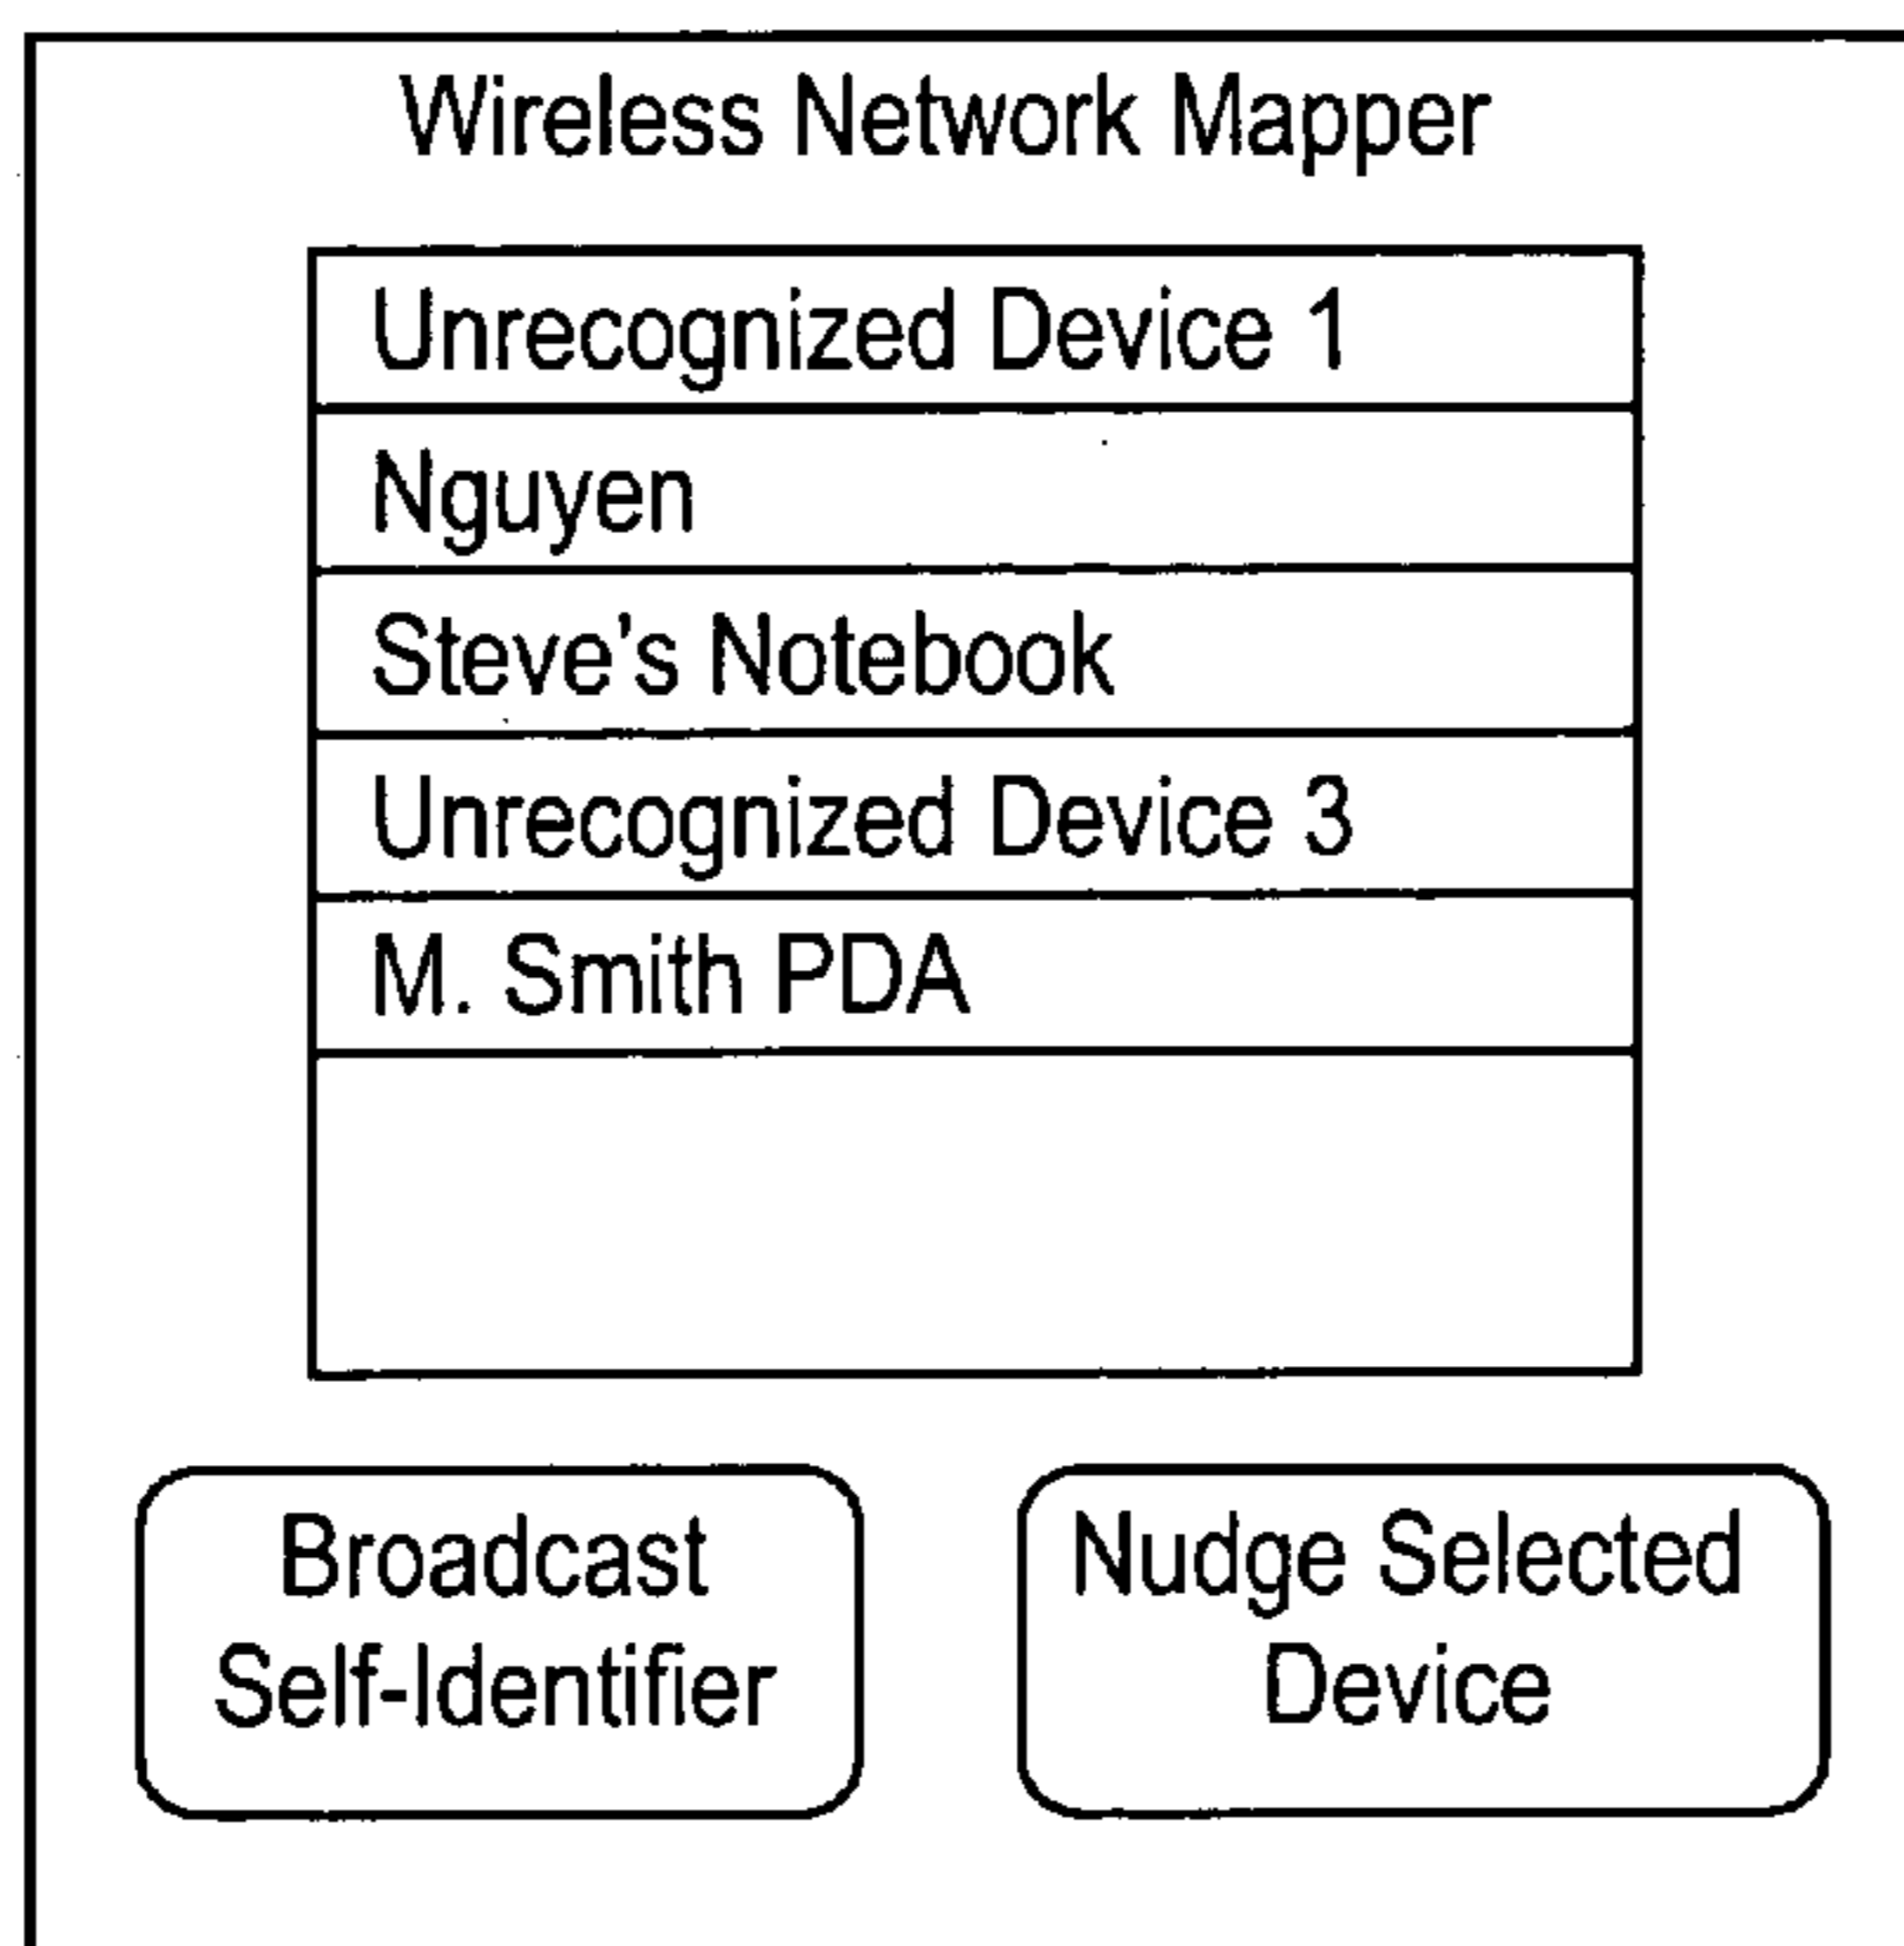 Wireless Network Mapper
Unrecognized Device 1
Nguyen
Steve's Notebook
Unrecognized Device 3
M. Smith PDA
Broadcast
Self-Identifier
Nudge Selected
Device